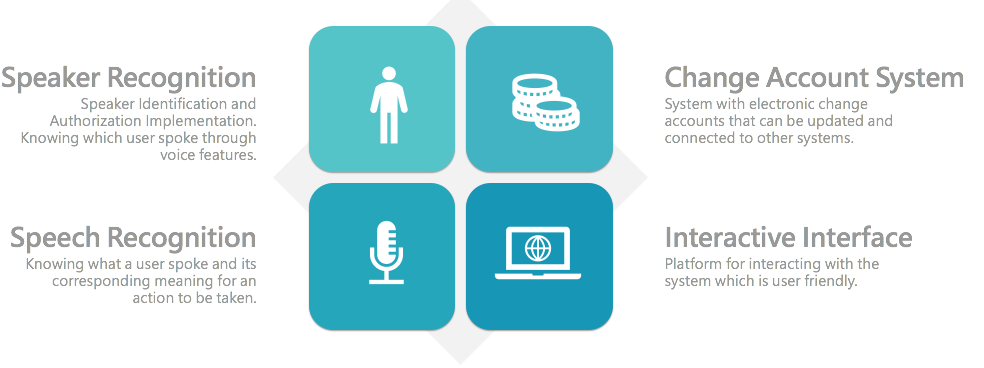 Speaker Recognition
Speaker Identification and
Authorization Implementation.
Knowing which user spoke through
voice features.
Change Account System
System with electronic change
accounts that can be updated and
connected to other systems.
Speech Recognition
Knowing what a user spoke and its
corresponding meaning for an
action to be taken.
Interactive Interface
Platform for interacting with the
system which is user friendly.